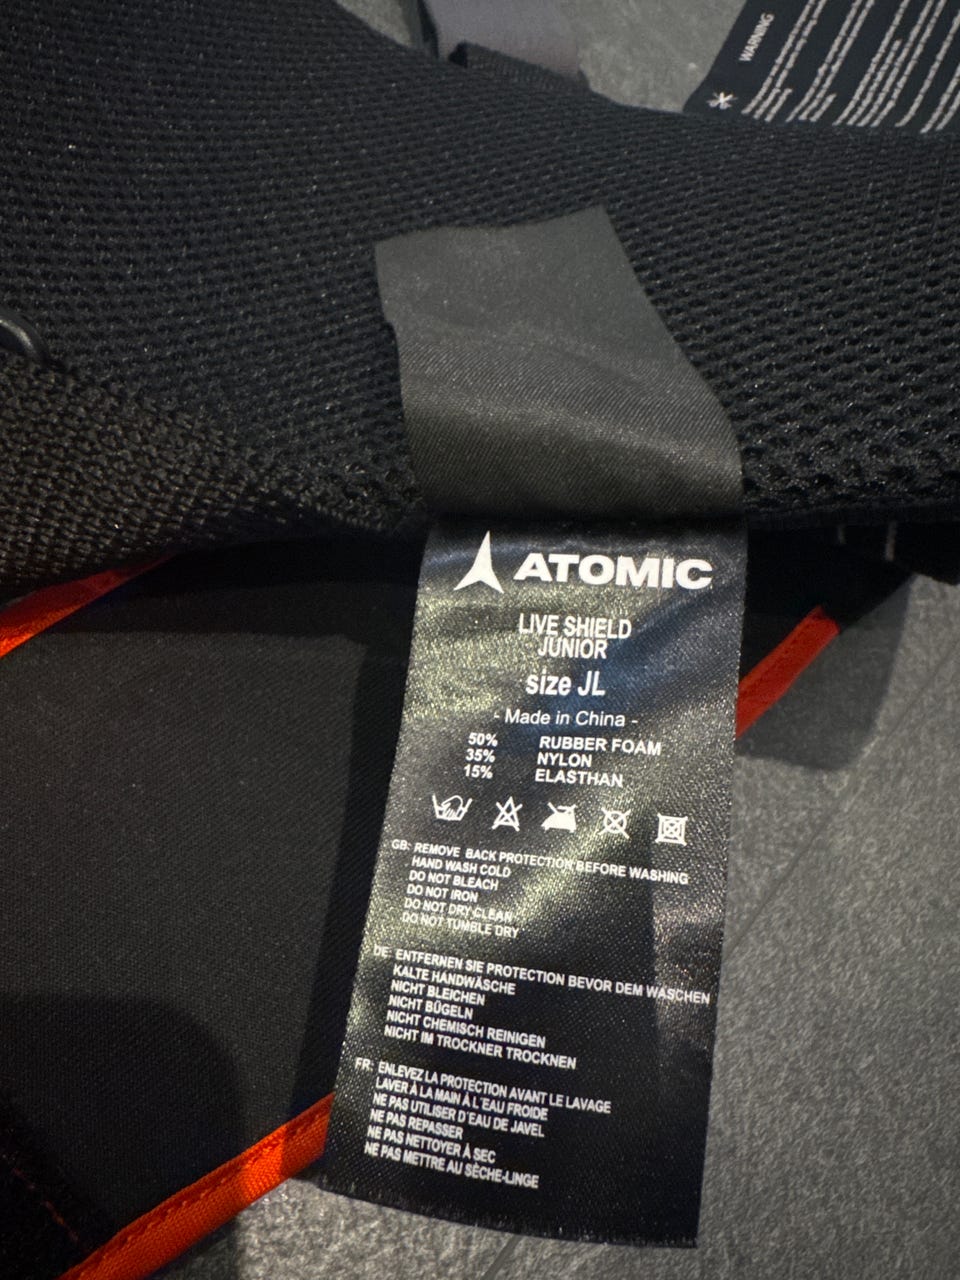 WARNING
ATOMIC
LIVE SHIELD
JUNIOR
size JL
- Made in China -
50% RUBBER FOAM
35% NYLON
15% ELASTHAN
GB: REMOVE BACK PROTECTION BEFORE WASHING
HAND WASH COLD
DO NOT BLEACH
DO NOT IRON
DO NOT DRY CLEAN
DO NOT TUMBLE DRY
DE: ENTFERNEN SIE PROTECTION BEVOR DEM WASCHEN
KALTE HANDWÄSCHE
NICHT BLEICHEN
NICHT BÜGELN
NICHT CHEMISCH REINIGEN
NICHT IM TROCKNER TROCKNEN
FR: ENLEVEZ LA PROTECTION AVANT LE LAVAGE
LAVER À LA MAIN À L'EAU FROIDE
NE PAS UTILISER D'EAU DE JAVEL
NE PAS REPASSER
NE PAS NETTOYER À SEC
NE PAS METTRE AU SÈCHE-LINGE